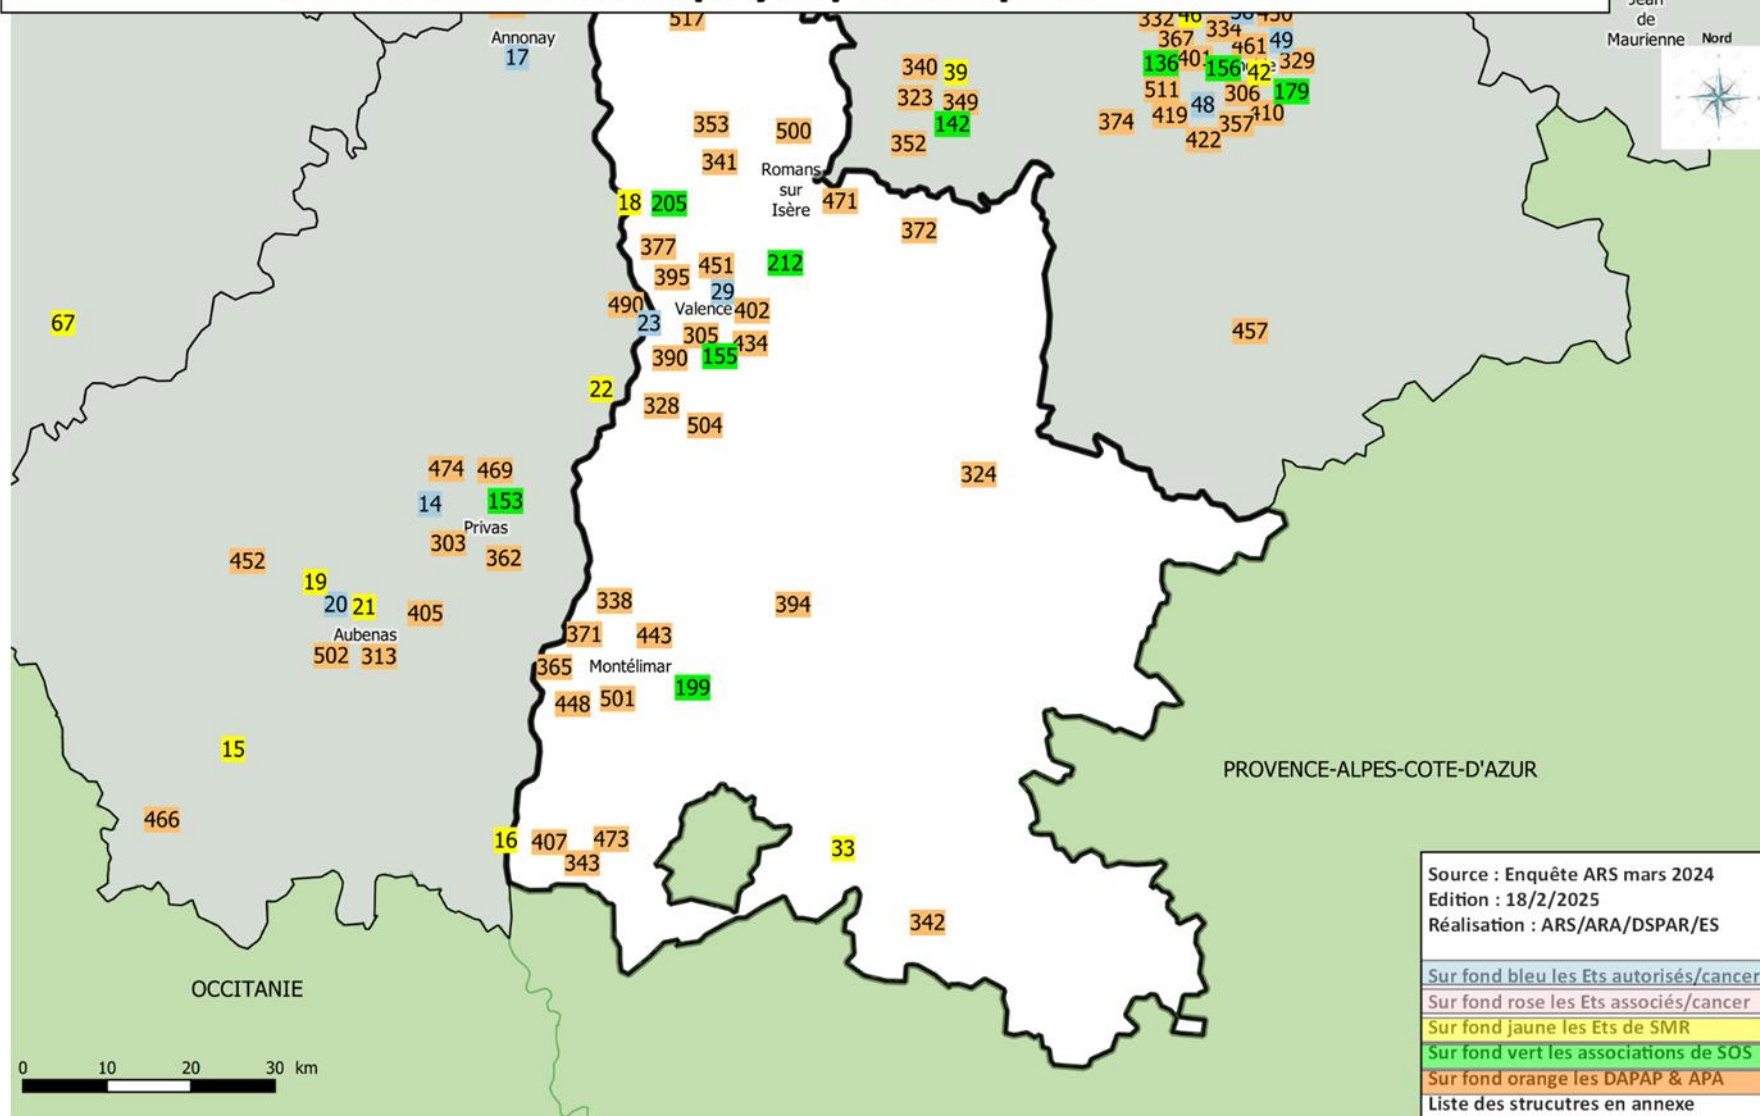 517
332 46 450
Jean
de
Maurienne
Nord
Annonay
17
334
367 461 49
340 39
136 401 156 42 329
323 349
511 48 306 179
142
374 419 357 410
352
422
353 500
341
Romans
sur
Isère
471
18 205
372
377
451 212
395
29
490
Valence 402
23
67
305 434
457
390 155
22
328
504
474 469
324
14 153
Privas
303
362
452
19
20 21
338 394
405
Aubenas
371 443
502 313
365 Montélimar
199
448 501
15
PROVENCE-ALPES-COTE-D'AZUR
466
16 407 473
33
343
342
OCCITANIE
0 10 20 30 km
Source : Enquête ARS mars 2024
Edition : 18/2/2025
Réalisation : ARS/ARA/DSPAR/ES
Sur fond bleu les Ets autorisés/cancer
Sur fond rose les Ets associés/cancer
Sur fond jaune les Ets de SMR
Sur fond vert les associations de SOS
Sur fond orange les DAPAP & APA
Liste des strucutres en annexe